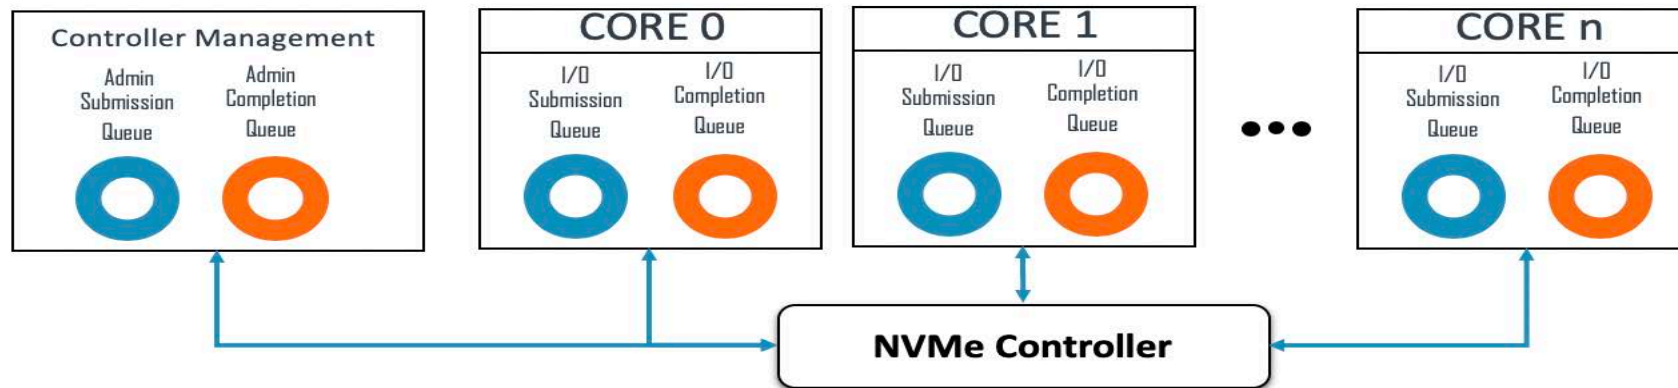 Controller Management
Admin
Submission
Queue
Admin
Completion
Queue
CORE 0
I/O
Submission
Queue
I/O
Completion
Queue
CORE 1
I/O
Submission
Queue
I/O
Completion
Queue
CORE n
I/O
Submission
Queue
I/O
Completion
Queue
NVMe Controller